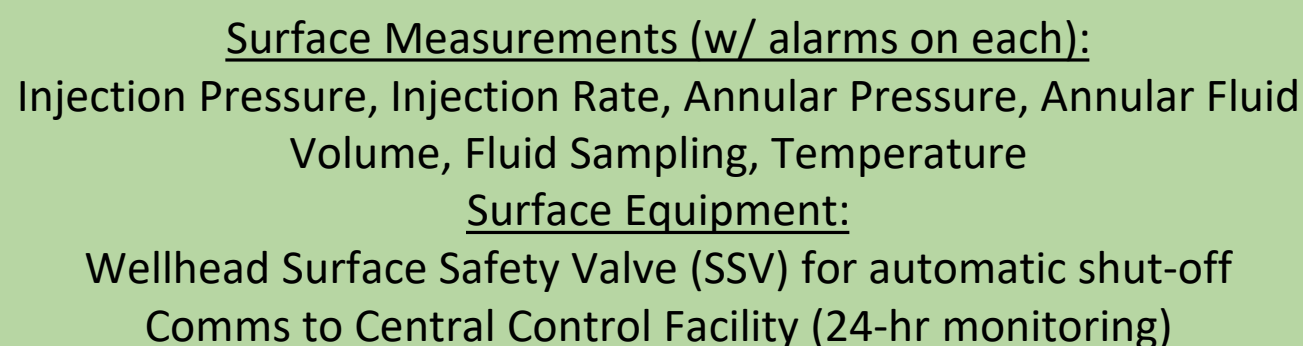 Surface Measurements (w/ alarms on each):
Injection Pressure, Injection Rate, Annular Pressure, Annular Fluid
Volume, Fluid Sampling, Temperature
Surface Equipment:
Wellhead Surface Safety Valve (SSV) for automatic shut-off
Comms to Central Control Facility (24-hr monitoring)